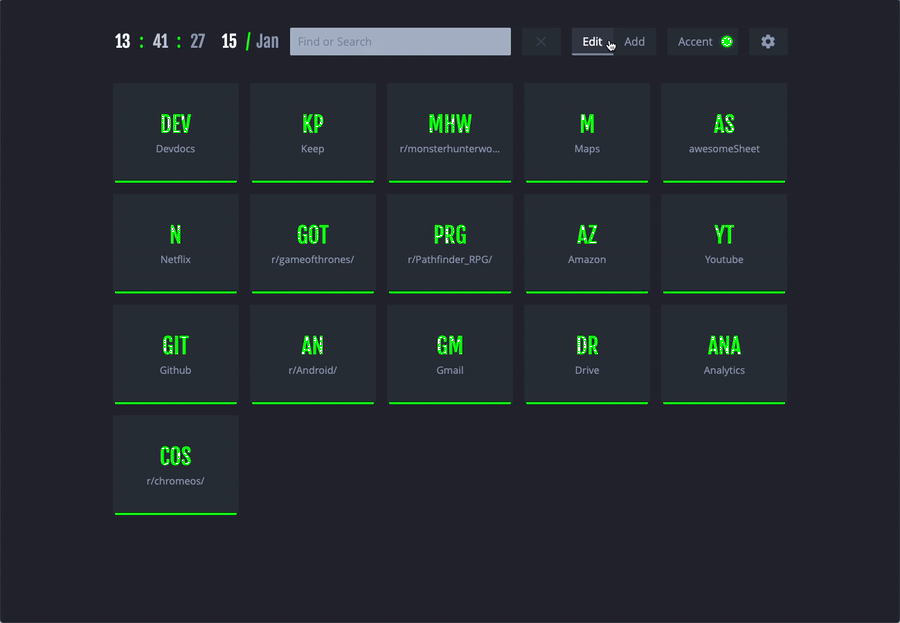 13 : 41 : 27 15 / Jan Find or Search Edit Add Accent
DEV KP MHW M AS
Devdocs Keep r/monsterhunterwo... Maps awesomeSheet
N GOT PRG AZ YT
Netflix r/gameofthrones/ r/Pathfinder_RPG/ Amazon Youtube
GIT AN GM DR ANA
Github r/Android/ Gmail Drive Analytics
COS
r/chromeos/